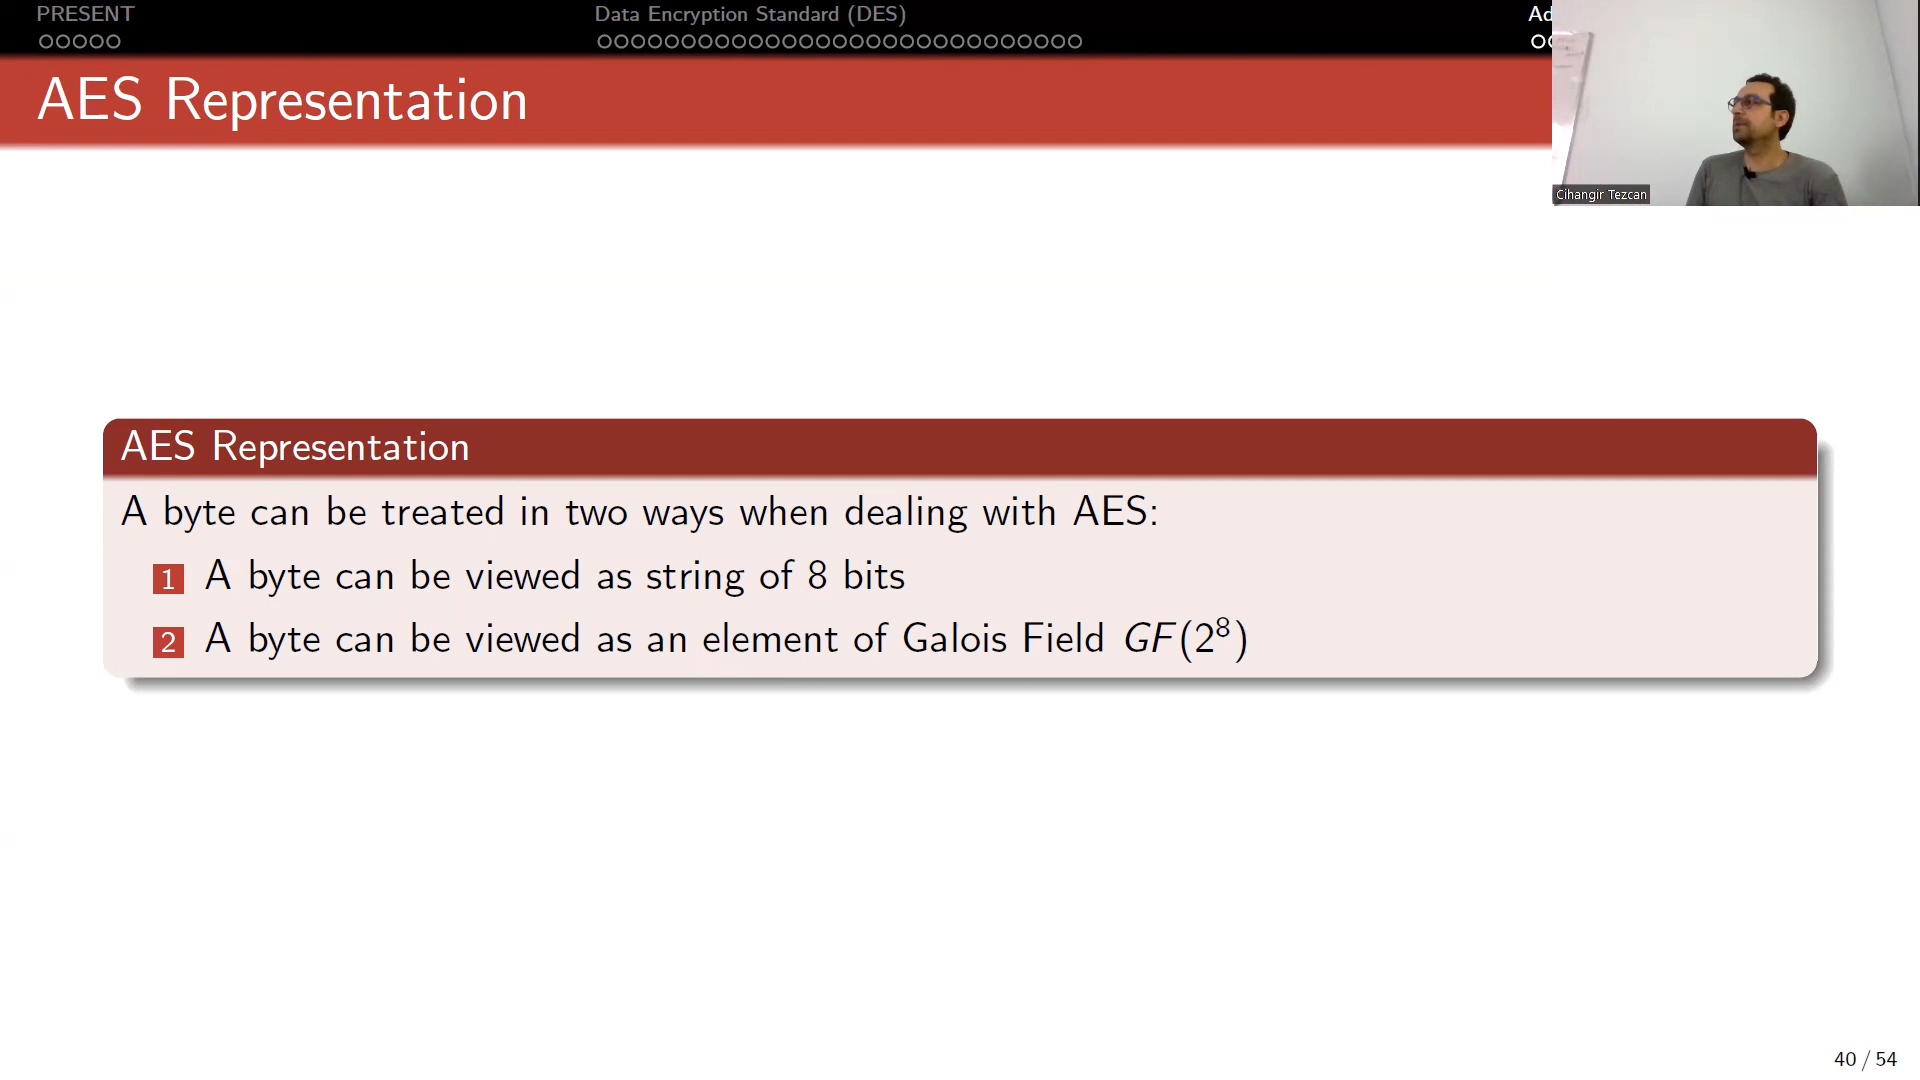 PRESENT
Data Encryption Standard (DES)
Ad
AES Representation
Cihangir Tezcan
AES Representation
A byte can be treated in two ways when dealing with AES:
1 A byte can be viewed as string of 8 bits
2 A byte can be viewed as an element of Galois Field GF(2⁸)
40 / 54